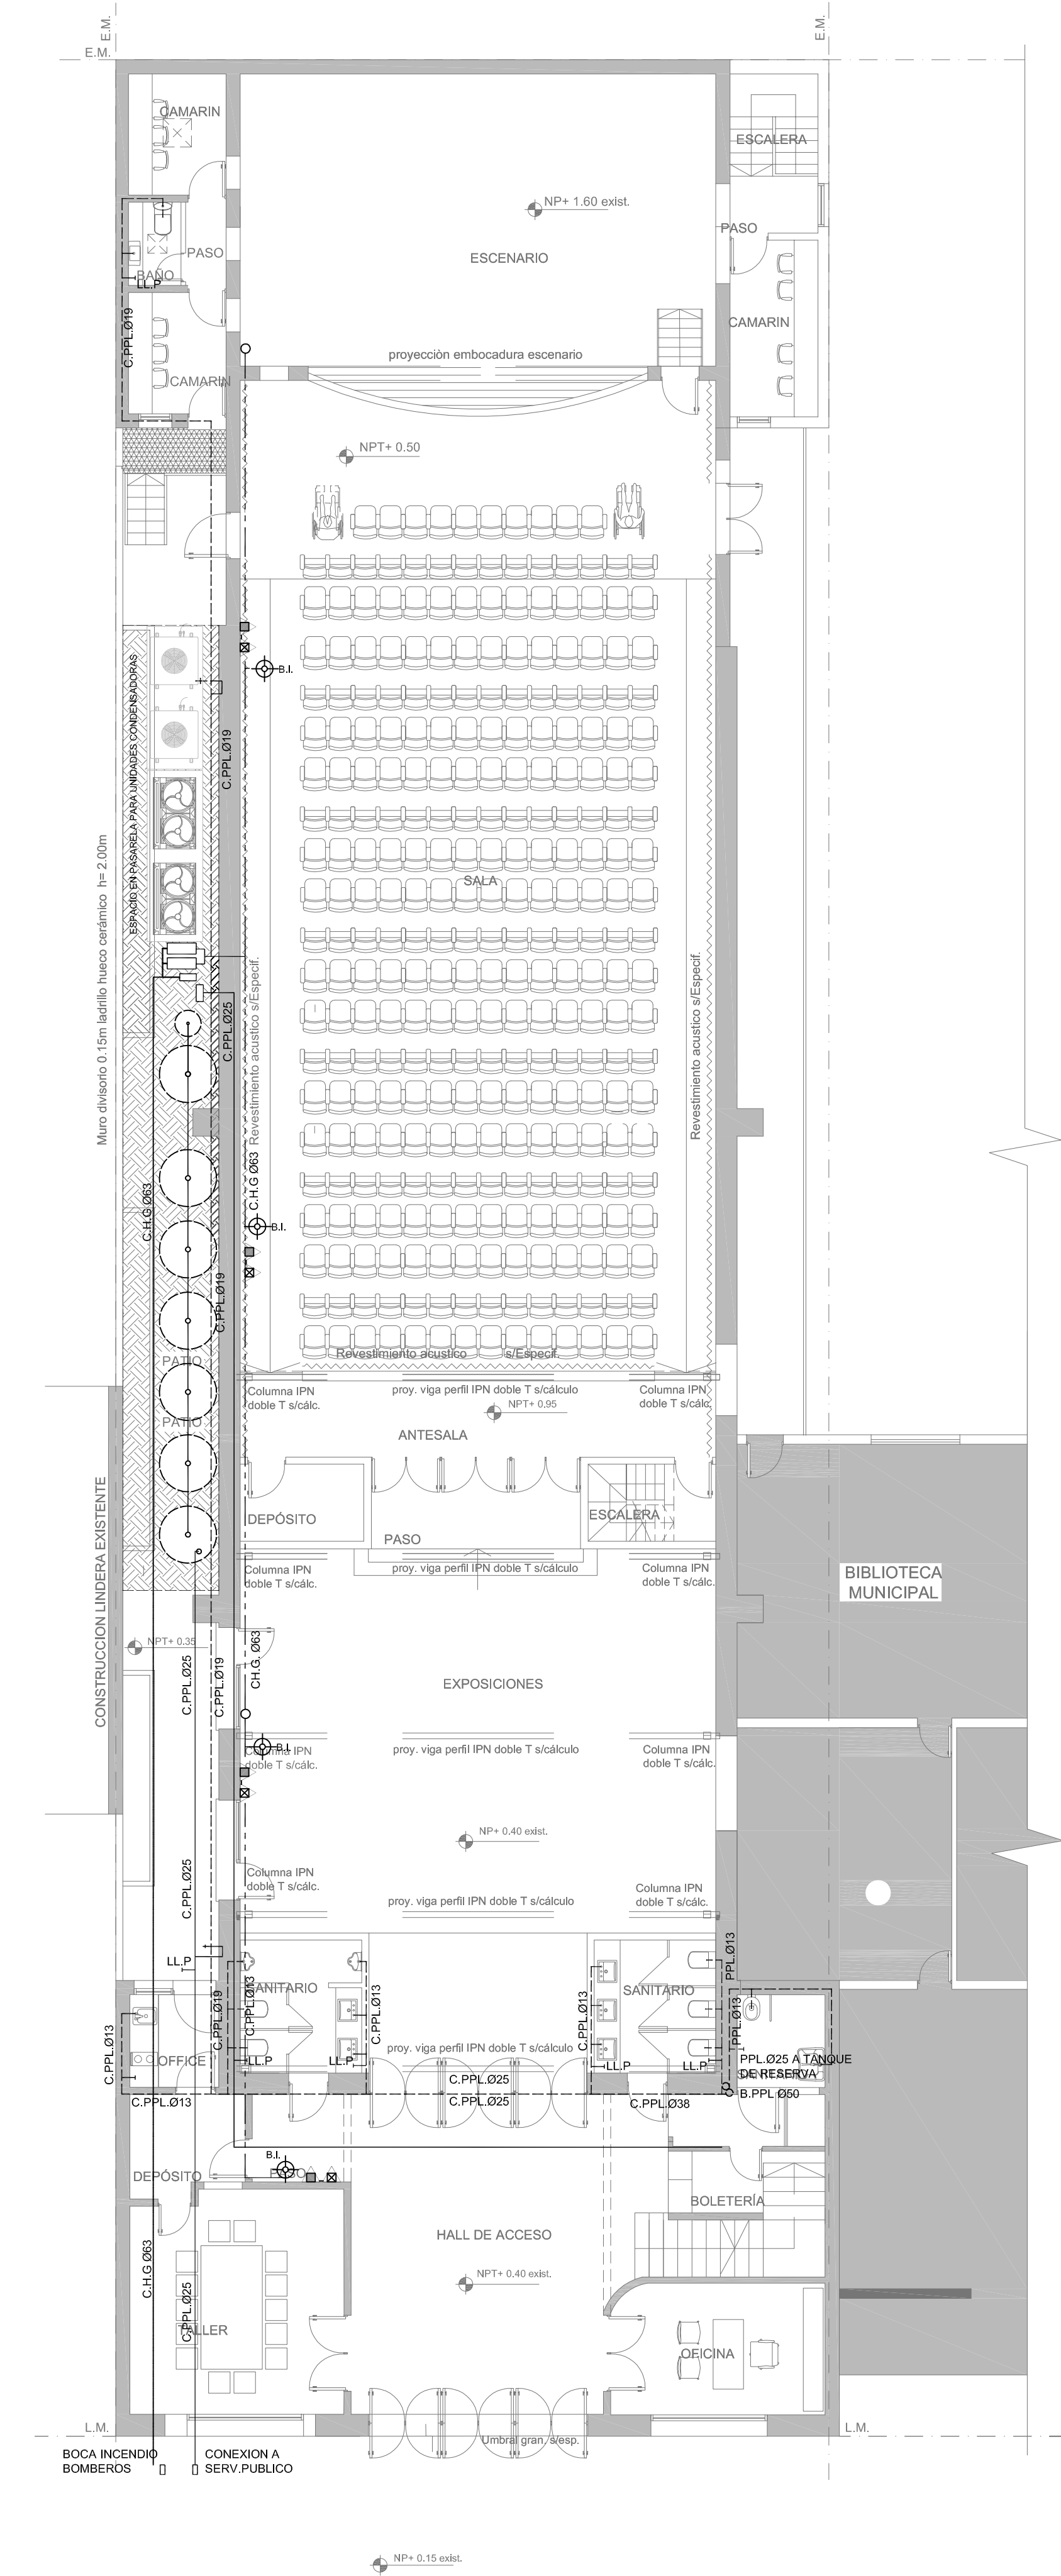 E.M.
E.M.
E.M.
CAMARIN
ESCALERA
NP+ 1.60 exist.
PASO
PASO
ESCENARIO
BAÑO
LL.P
C.PPL.Ø19
CAMARIN
proyecciòn embocadura escenario
CAMARIN
NPT+ 0.50
B.I.
ESPACIO EN PASARELA PARA UNIDADES CONDENSADORAS
C.PPL.Ø19
Muro divisorio 0.15m ladrillo hueco cerámico h= 2.00m
SALA
Revestimiento acustico s/Especif.
Revestimiento acustico s/Especif.
C.PPL.Ø25
C.H.G Ø63
C.H.G Ø63
B.I.
C.PPL.Ø19
PATIO
Revestimiento acustico s/Especif.
Columna IPN
doble T s/cálc.
proy. viga perfil IPN doble T s/cálculo
Columna IPN
doble T s/cálc.
NPT+ 0.95
PATIO
ANTESALA
DEPÓSITO
ESCALERA
PASO
CONSTRUCCION LINDERA EXISTENTE
Columna IPN
doble T s/cálc.
proy. viga perfil IPN doble T s/cálculo
Columna IPN
doble T s/cálc.
BIBLIOTECA
MUNICIPAL
NPT+ 0.35
C.PPL.Ø25
C.PPL.Ø19
CH.G. Ø63
EXPOSICIONES
B.I.
Columna IPN
doble T s/cálc.
proy. viga perfil IPN doble T s/cálculo
Columna IPN
doble T s/cálc.
NP+ 0.40 exist.
C.PPL.Ø25
Columna IPN
doble T s/cálc.
proy. viga perfil IPN doble T s/cálculo
Columna IPN
doble T s/cálc.
LL.P
PPL.Ø13
SANITARIO
SANITARIO
C.PPL.Ø19
C.PPL.Ø13
C.PPL.Ø13
C.PPL.Ø13
PPL.Ø13
C.PPL.Ø13
OFFICE
LL.P
LL.P
proy. viga perfil IPN doble T s/cálculo
LL.P
LL.P
PPL.Ø25 A TANQUE
DE RESERVA
C.PPL.Ø25
C.PPL.Ø13
C.PPL.Ø25
C.PPL.Ø38
B.PPL Ø50
B.I.
DEPÓSITO
BOLETERÍA
HALL DE ACCESO
C.H.G Ø63
NPT+ 0.40 exist.
C.PPL.Ø25
TALLER
OFICINA
L.M.
L.M.
Umbral gran. s/esp.
BOCA INCENDIO
BOMBEROS
CONEXION A
SERV.PUBLICO
NP+ 0.15 exist.